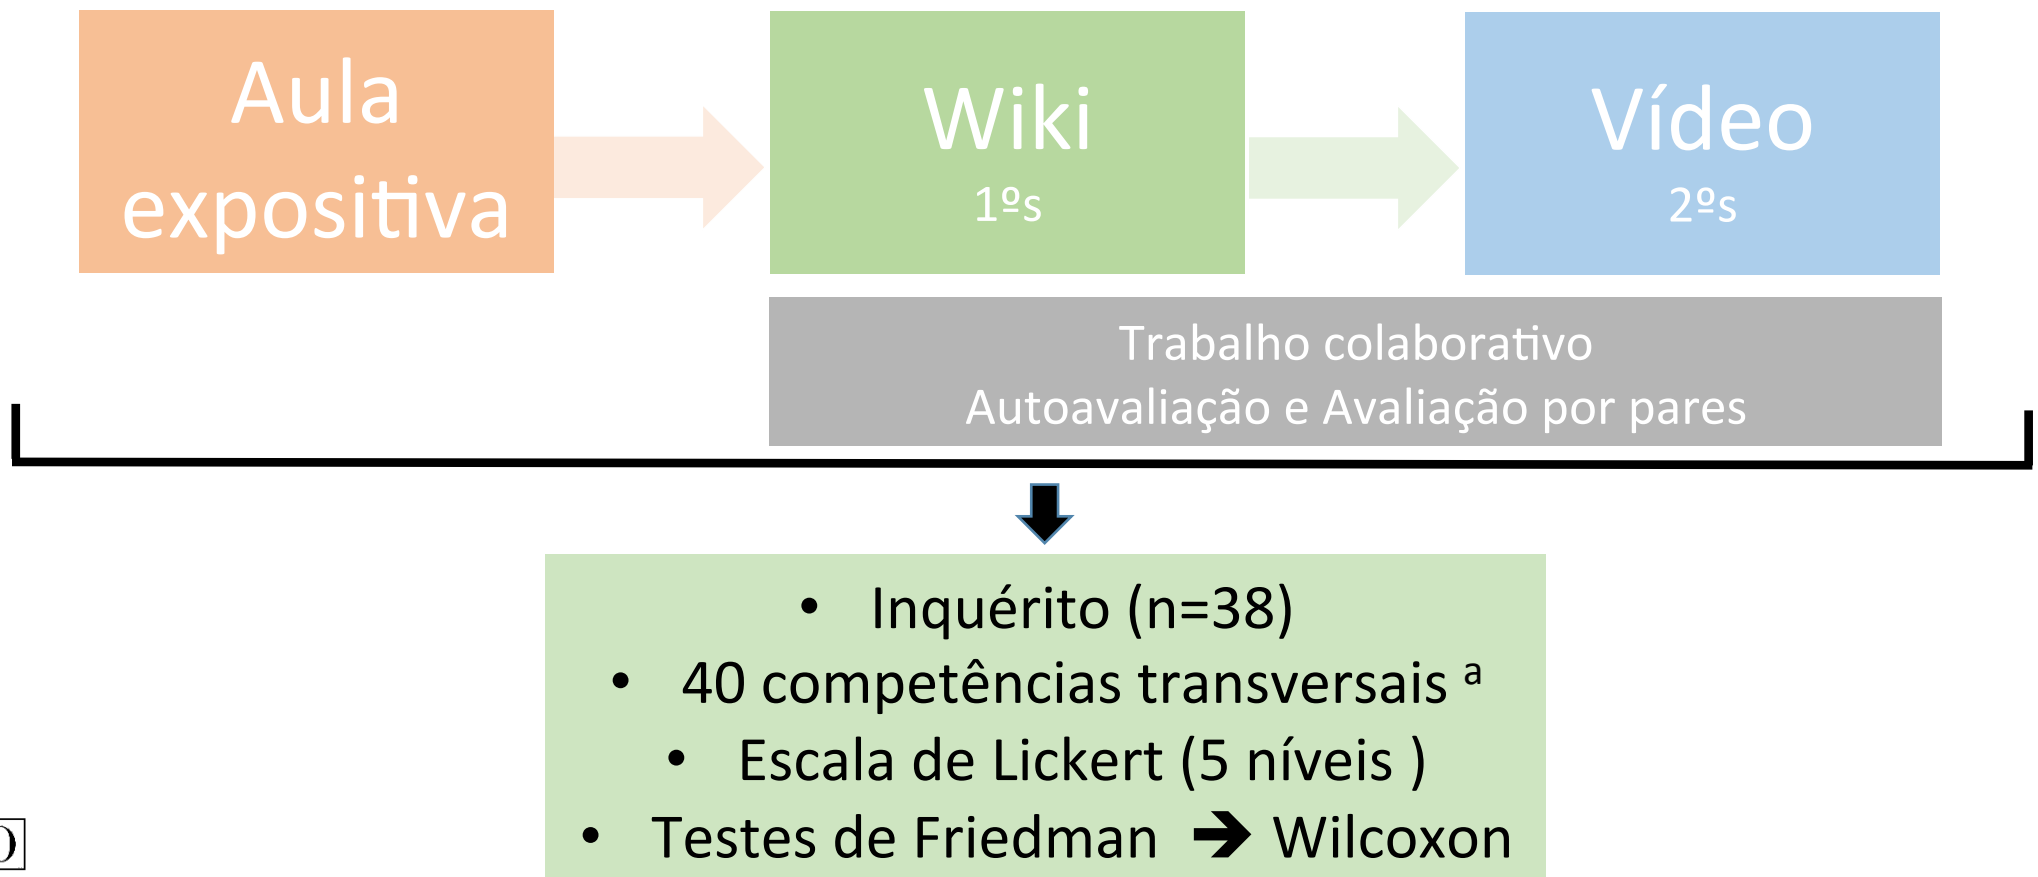 Aula
expositiva
Wiki
1ºs
Vídeo
2ºs
Trabalho colaborativo
Autoavaliação e Avaliação por pares
• Inquérito (n=38)
• 40 competências transversais ª
• Escala de Lickert (5 níveis )
• Testes de Friedman ➔ Wilcoxon